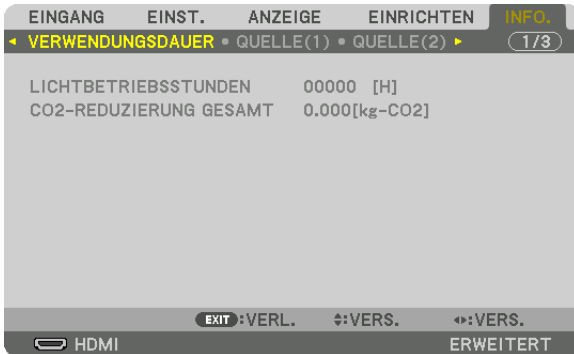 EINGANG EINST. ANZEIGE EINRICHTEN INFO.
◂ VERWENDUNGSDAUER • QUELLE(1) • QUELLE(2) ▸ 1/3
LICHTBETRIEBSSTUNDEN 00000 [H]
CO2-REDUZIERUNG GESAMT 0.000[kg-CO2]
EXIT :VERL. ⬍:VERS. ◂▸:VERS.
HDMI ERWEITERT